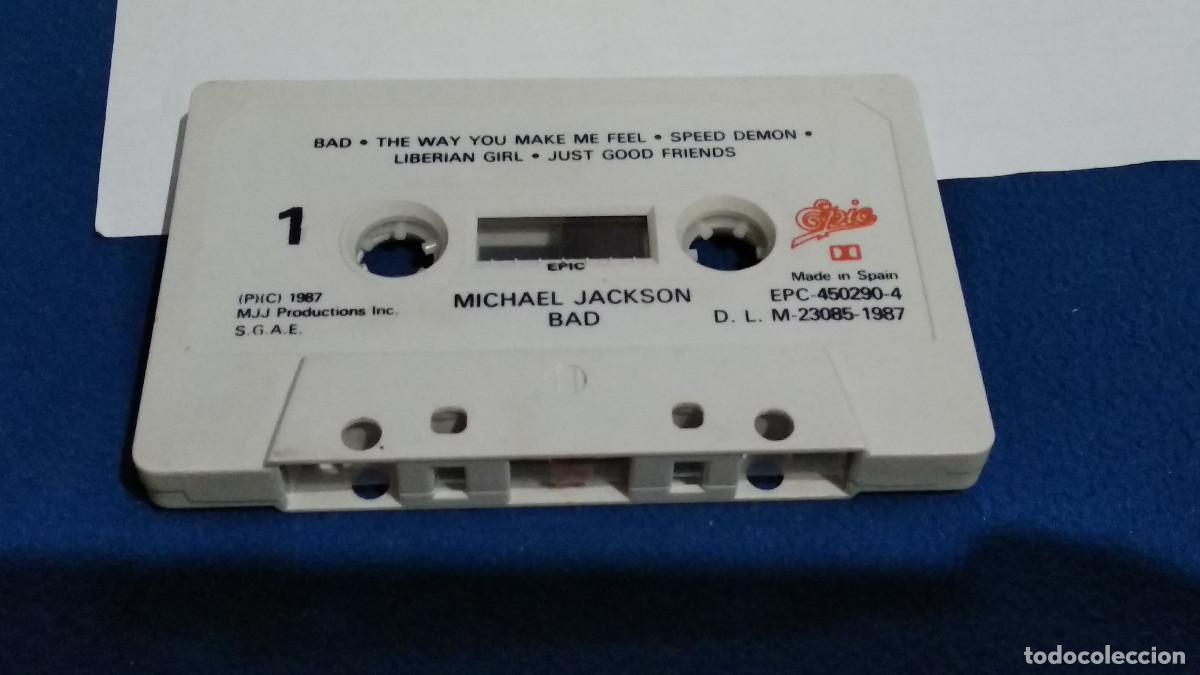 BAD • THE WAY YOU MAKE ME FEEL • SPEED DEMON •
LIBERIAN GIRL • JUST GOOD FRIENDS
1
Epic
EPIC
Made in Spain
(P)(C) 1987
MJJ Productions Inc.
S.G.A.E.
MICHAEL JACKSON
BAD
EPC-450290-4
D. L. M-23085-1987
todocoleccion